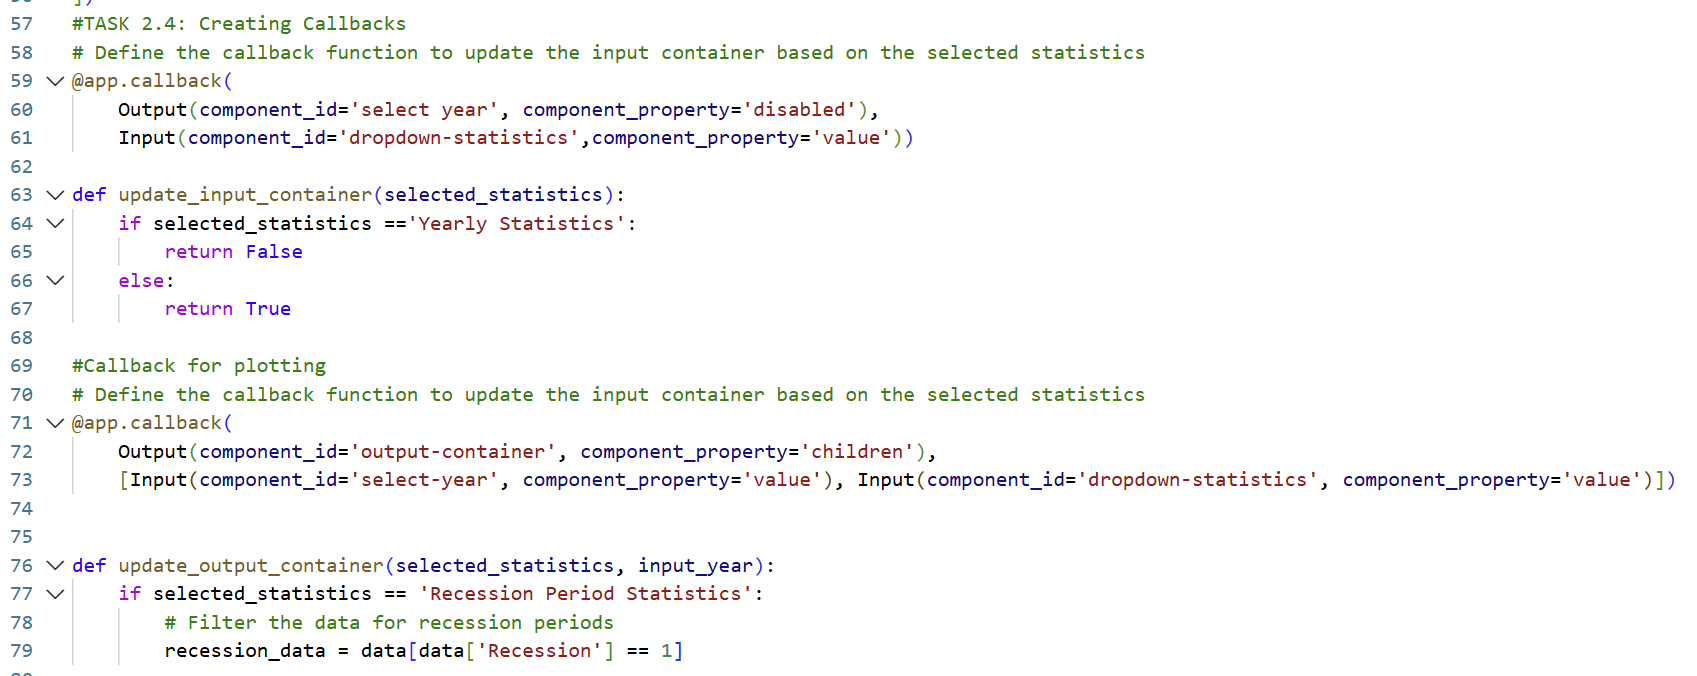 57 #TASK 2.4: Creating Callbacks
58 # Define the callback function to update the input container based on the selected statistics
59 @app.callback(
60     Output(component_id='select year', component_property='disabled'),
61     Input(component_id='dropdown-statistics',component_property='value'))
62
63 def update_input_container(selected_statistics):
64     if selected_statistics =='Yearly Statistics':
65         return False
66     else:
67         return True
68
69 #Callback for plotting
70 # Define the callback function to update the input container based on the selected statistics
71 @app.callback(
72     Output(component_id='output-container', component_property='children'),
73     [Input(component_id='select-year', component_property='value'), Input(component_id='dropdown-statistics', component_property='value')])
74
75
76 def update_output_container(selected_statistics, input_year):
77     if selected_statistics == 'Recession Period Statistics':
78         # Filter the data for recession periods
79         recession_data = data[data['Recession'] == 1]